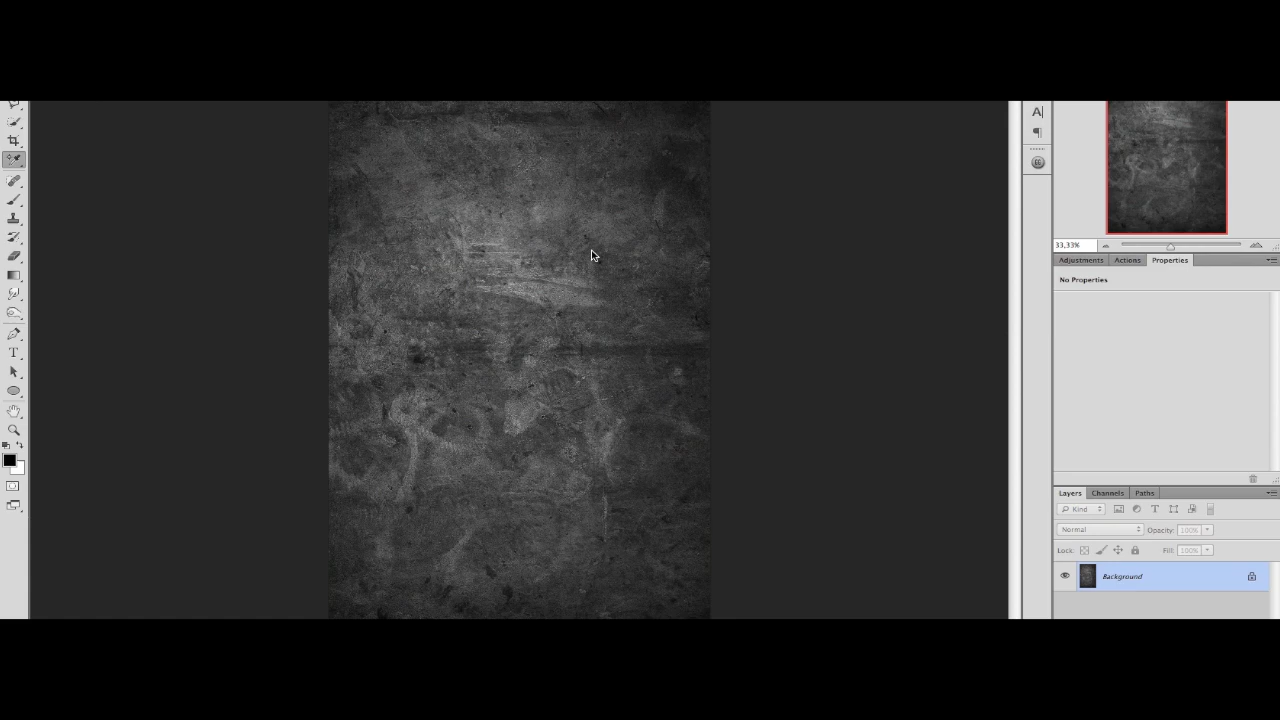 A|
33,33%
Adjustments Actions Properties
No Properties
T
Layers Channels Paths
Kind T
Normal Opacity: 100%
Lock: Fill: 100%
Background